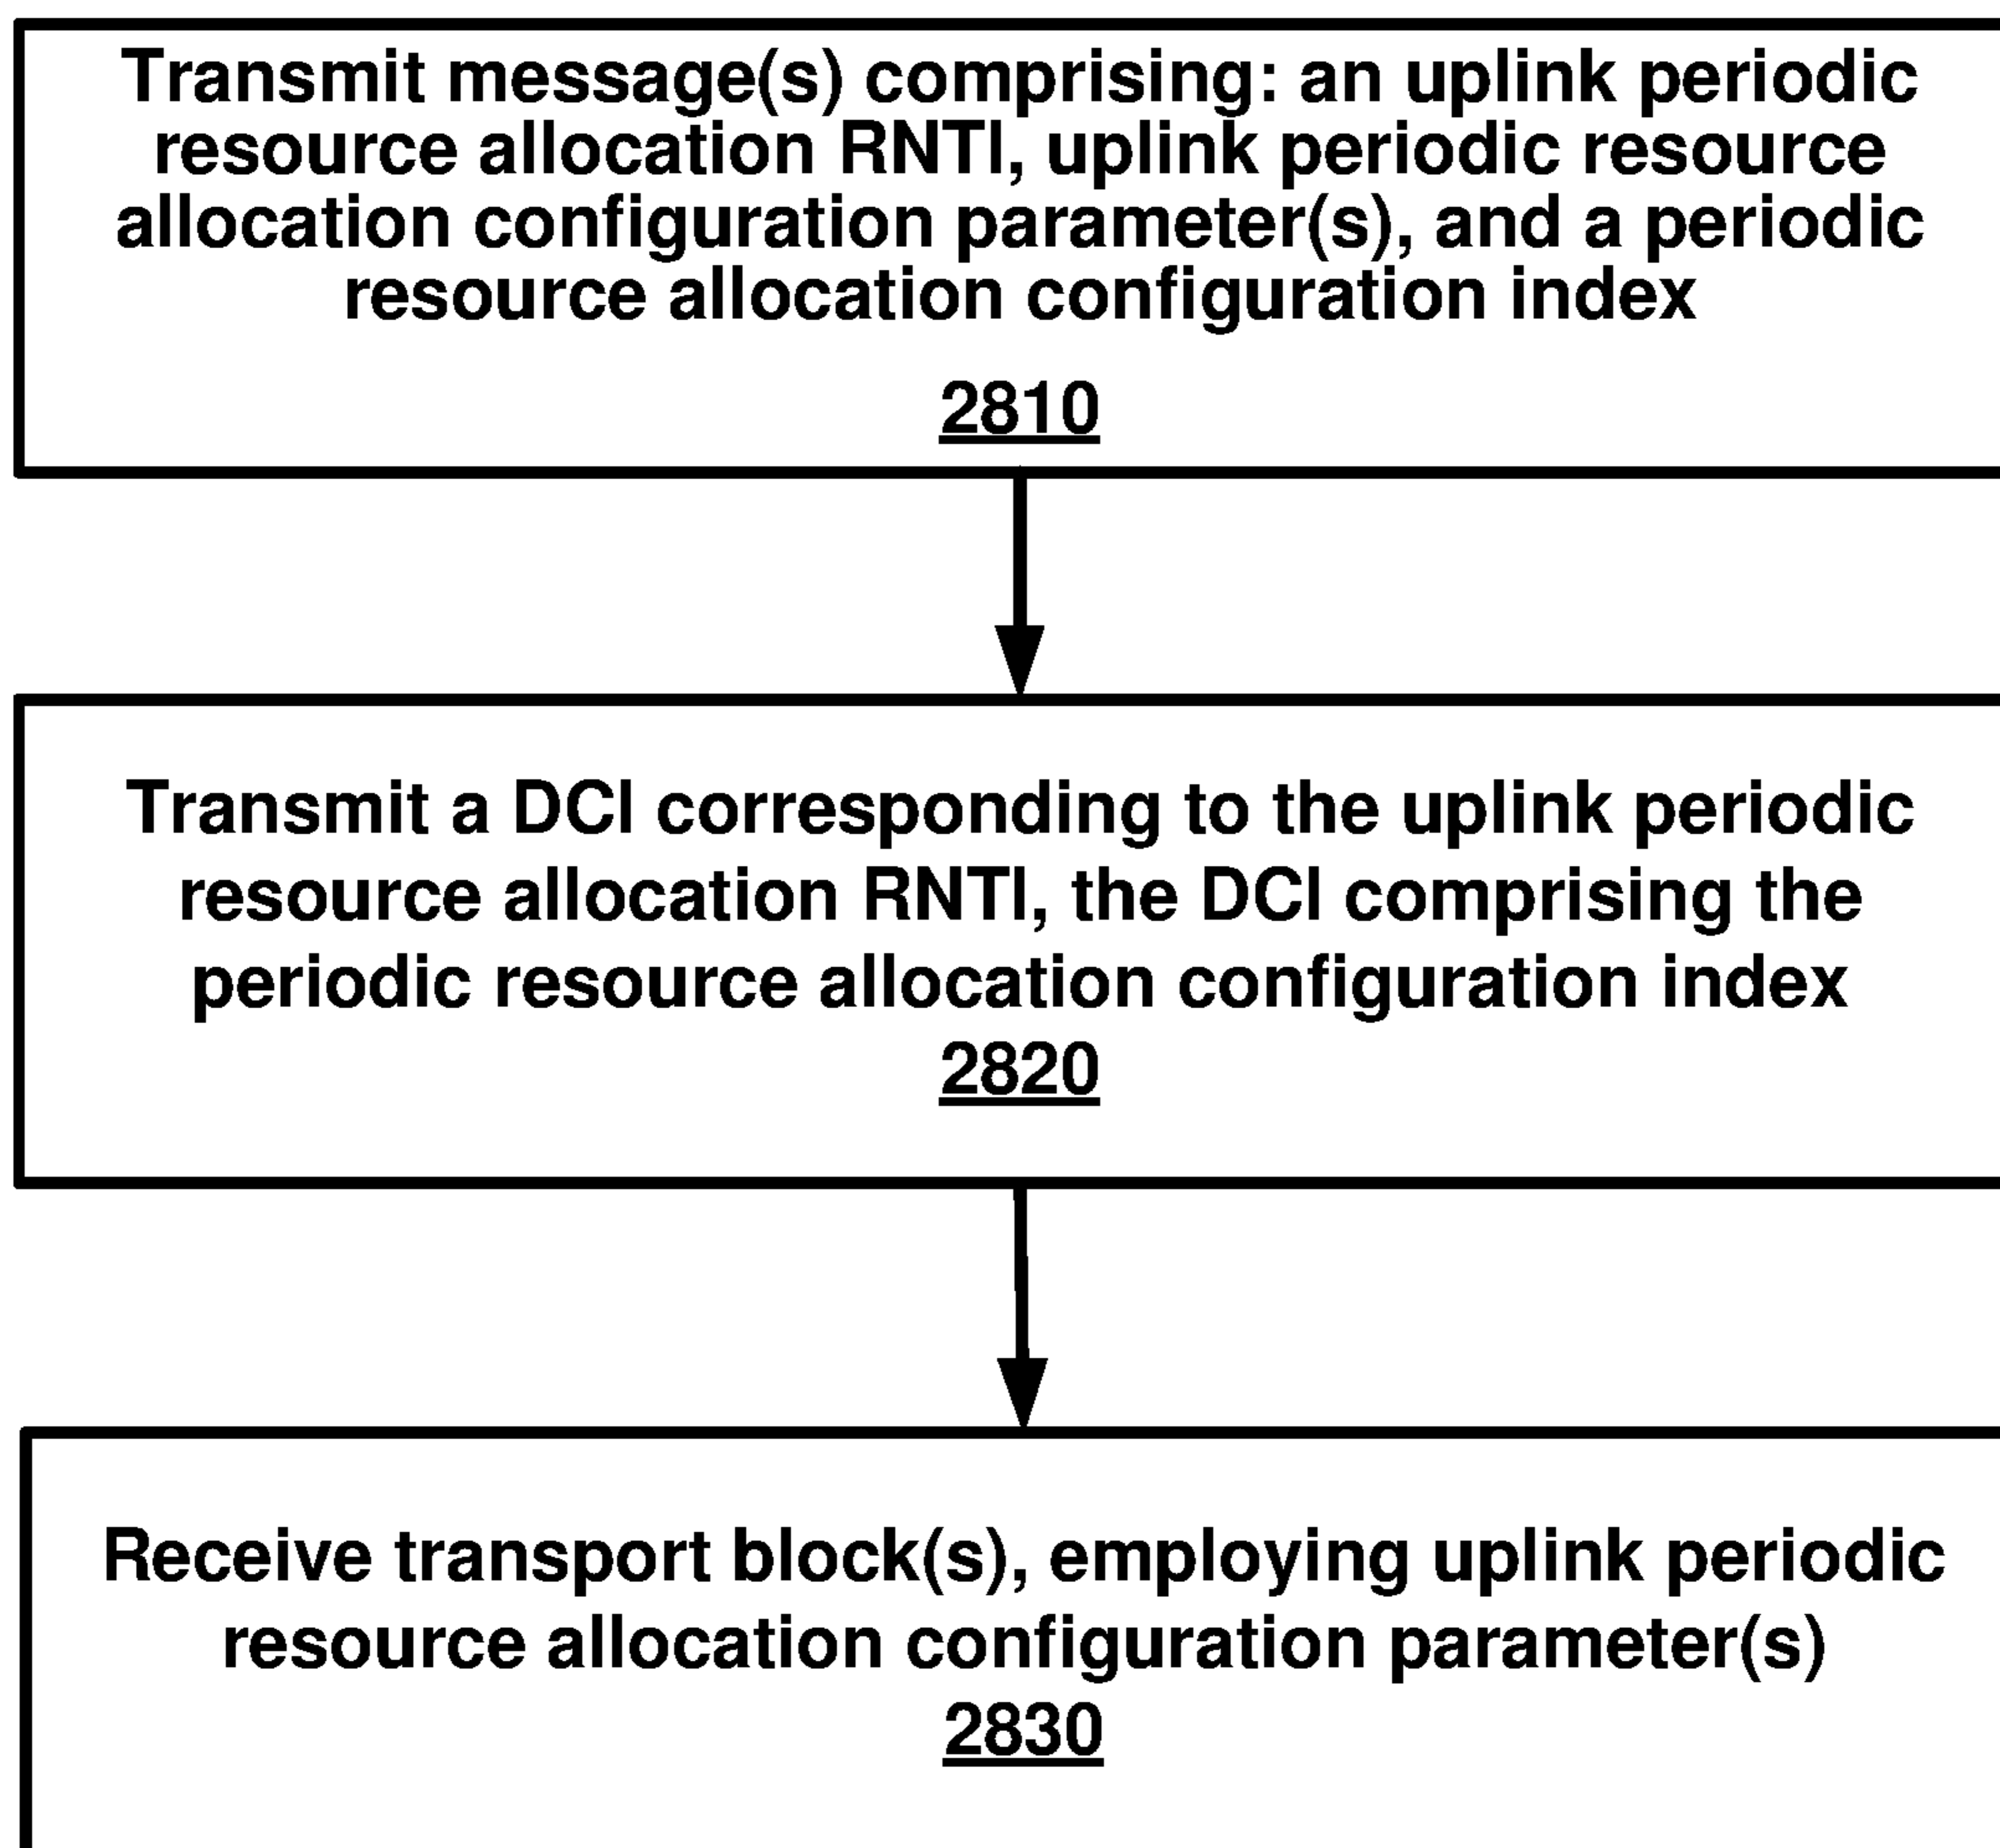 Transmit message(s) comprising: an uplink periodic
resource allocation RNTI, uplink periodic resource
allocation configuration parameter(s), and a periodic
resource allocation configuration index
2810
Transmit a DCI corresponding to the uplink periodic
resource allocation RNTI, the DCI comprising the
periodic resource allocation configuration index
2820
Receive transport block(s), employing uplink periodic
resource allocation configuration parameter(s)
2830